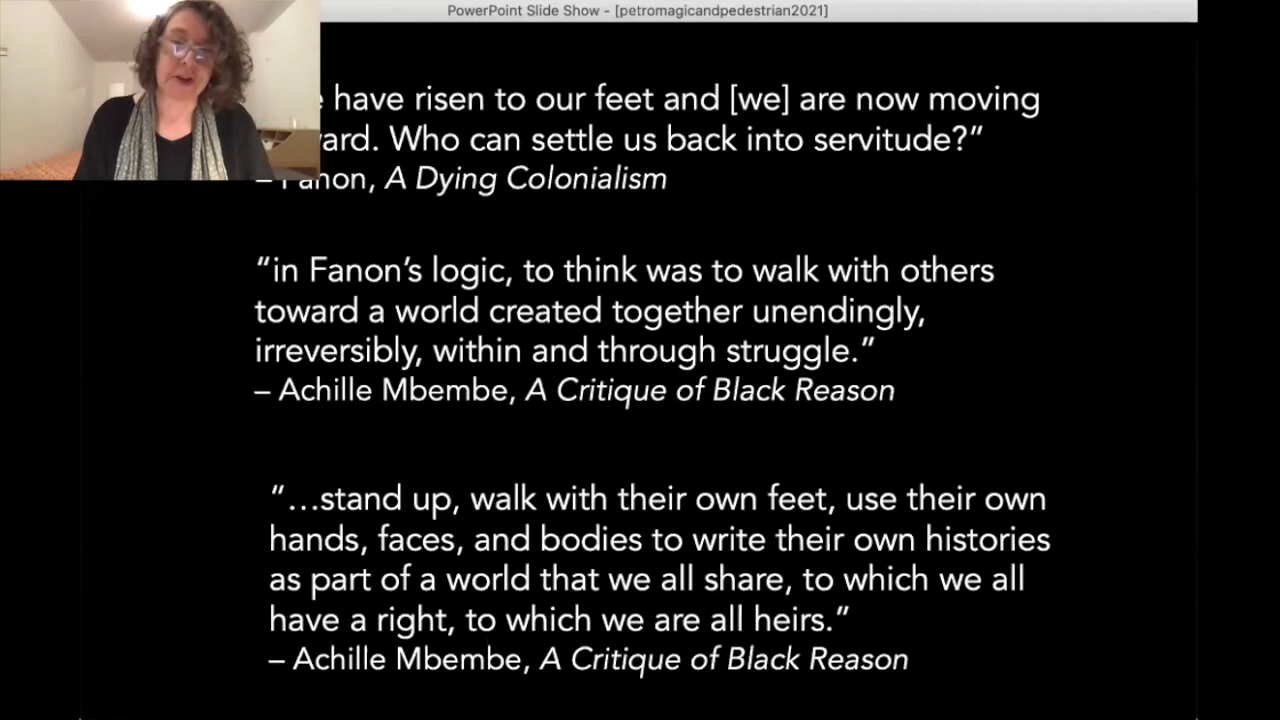 PowerPoint Slide Show - [petromagicandpedestrian2021]
have risen to our feet and [we] are now moving
Who can settle us back into servitude?”
– Fanon, A Dying Colonialism
“in Fanon’s logic, to think was to walk with others
toward a world created together unendingly,
irreversibly, within and through struggle.”
– Achille Mbembe, A Critique of Black Reason
“…stand up, walk with their own feet, use their own
hands, faces, and bodies to write their own histories
as part of a world that we all share, to which we all
have a right, to which we are all heirs.”
– Achille Mbembe, A Critique of Black Reason